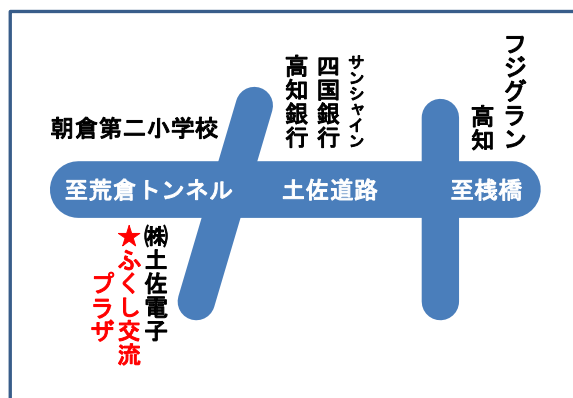 朝倉第二小学校
高知銀行
四国銀行
サンシャイン
フジグラン
高知
至荒倉トンネル
土佐道路
至桟橋
㈱土佐電子
★ふくし交流
プラザ